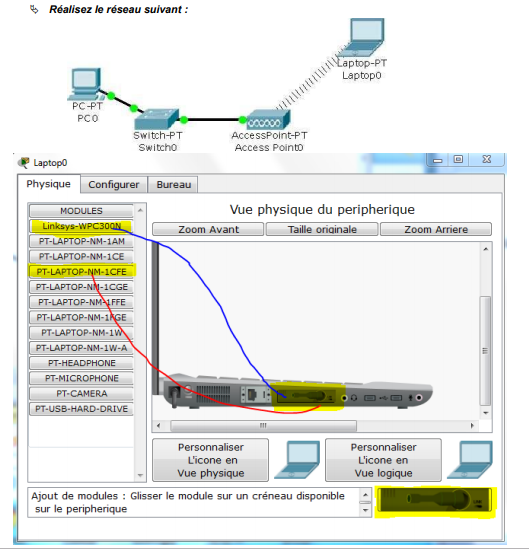 Réalisez le réseau suivant :
Laptop-PT
Laptop0
PC-PT
PC0
Switch-PT
Switch0
AccessPoint-PT
Access Point0
Laptop0
Physique Configurer Bureau
MODULES
Linksys-WPC300N
PT-LAPTOP-NM-1AM
PT-LAPTOP-NM-1CE
PT-LAPTOP-NM-1CFE
PT-LAPTOP-NM-1CGE
PT-LAPTOP-NM-1FFE
PT-LAPTOP-NM-1FGE
PT-LAPTOP-NM-1W
PT-LAPTOP-NM-1W-A
PT-HEADPHONE
PT-MICROPHONE
PT-CAMERA
PT-USB-HARD-DRIVE
Vue physique du peripherique
Zoom Avant Taille originale Zoom Arriere
Personnaliser
L'icone en
Vue physique
Personnaliser
L'icone en
Vue logique
Ajout de modules : Glisser le module sur un créneau disponible
sur le peripherique